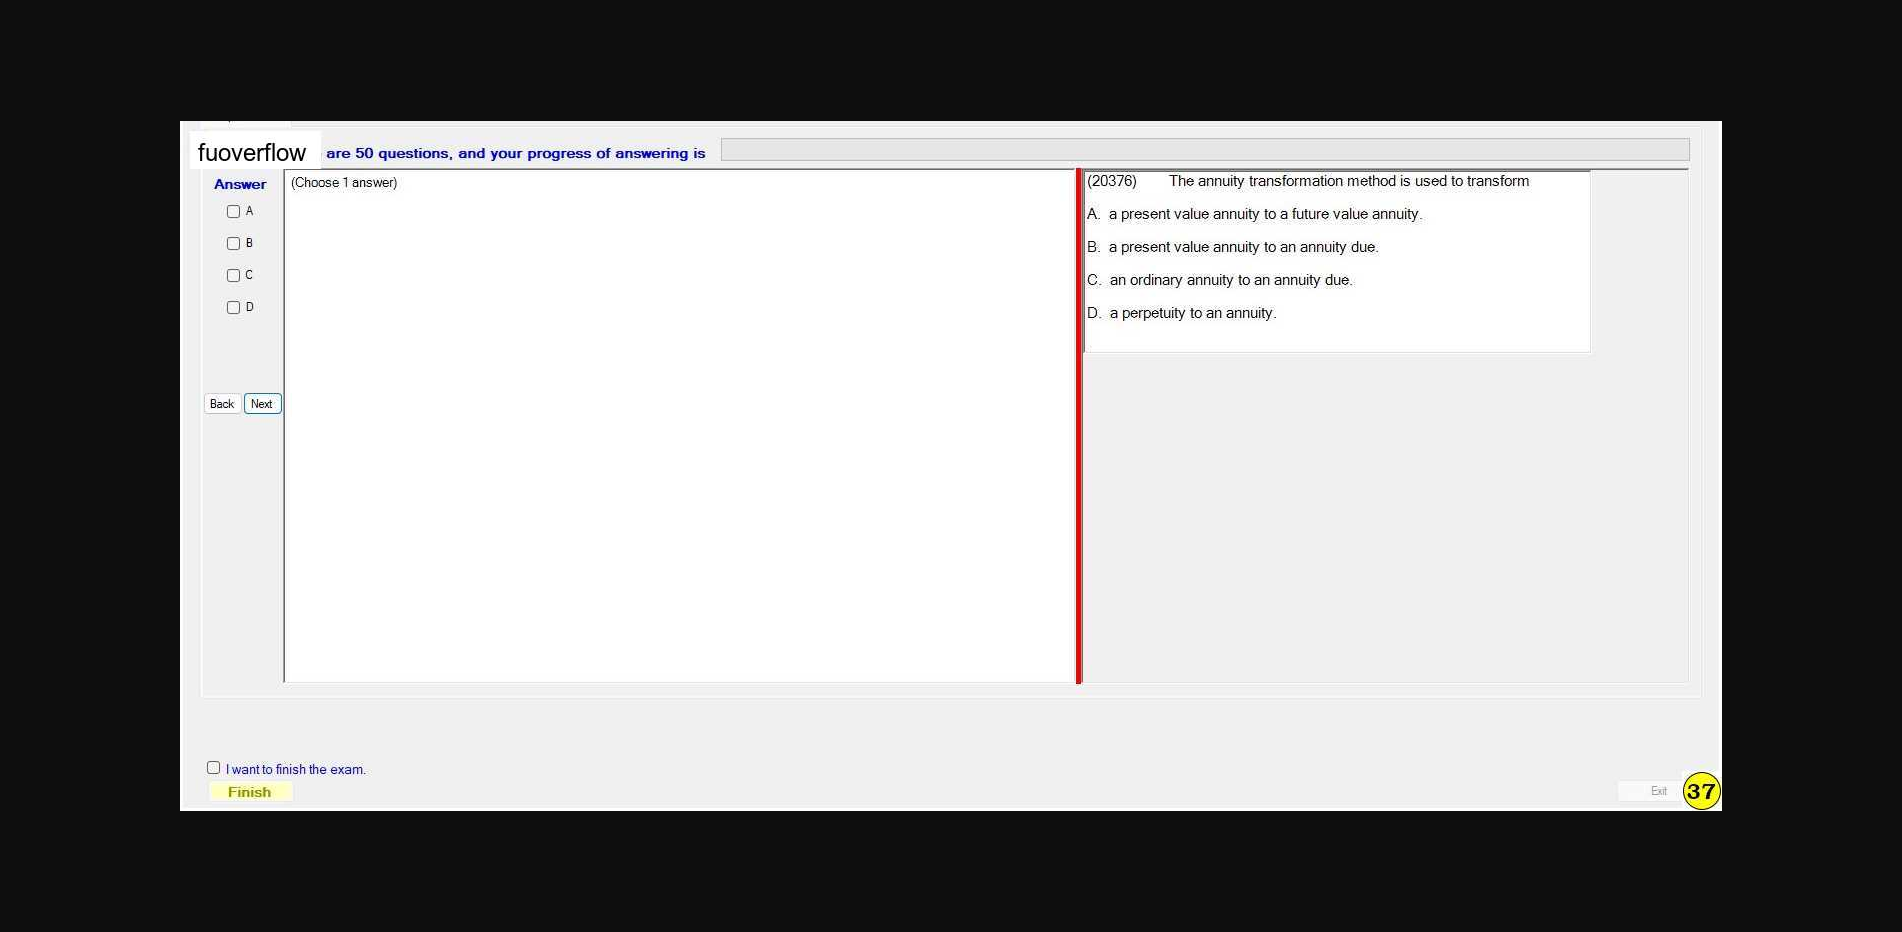 fuoverflow are 50 questions, and your progress of answering is
Answer
A
B
C
D
Back Next
(Choose 1 answer)
(20376) The annuity transformation method is used to transform
A. a present value annuity to a future value annuity.
B. a present value annuity to an annuity due.
C. an ordinary annuity to an annuity due.
D. a perpetuity to an annuity.
I want to finish the exam.
Finish
Exit
37